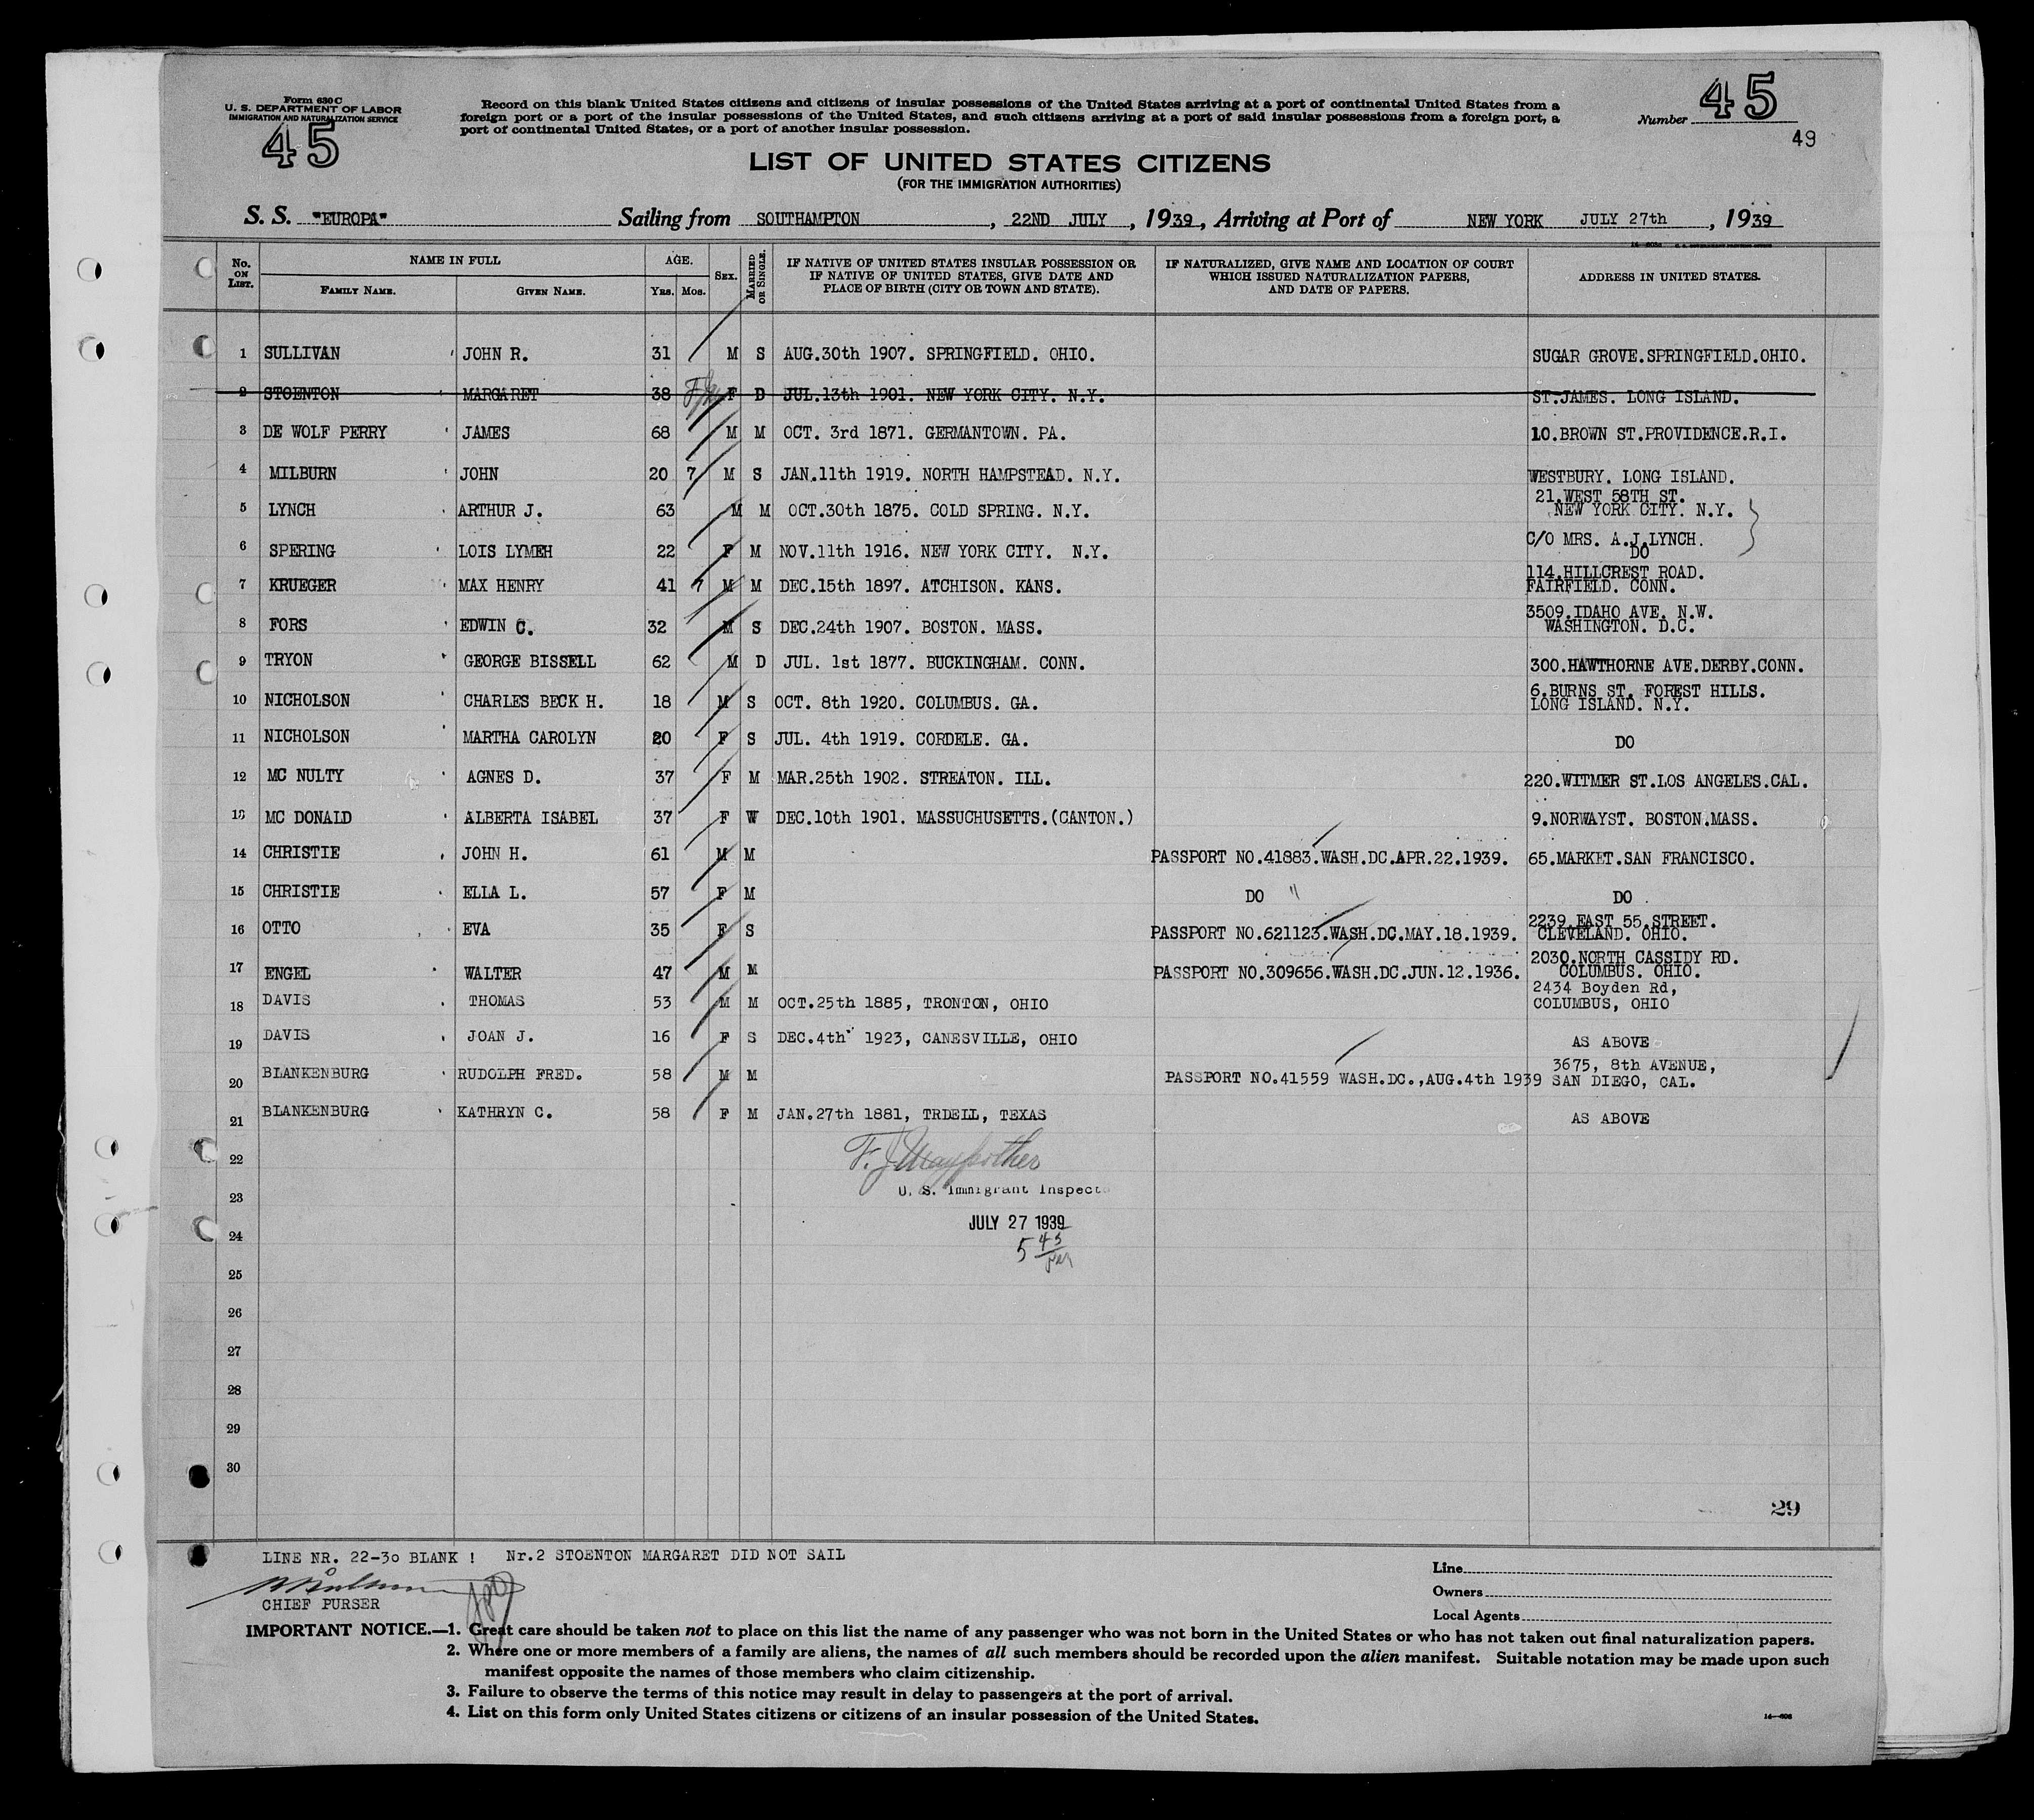 Form 630 C
U. S. DEPARTMENT OF LABOR
IMMIGRATION AND NATURALIZATION SERVICE
45
Record on this blank United States citizens and citizens of insular possessions of the United States arriving at a port of continental United States from a
foreign port or a port of the insular possessions of the United States, and such citizens arriving at a port of said insular possessions from a foreign port, a
port of continental United States, or a port of another insular possession.
Number 45
49
LIST OF UNITED STATES CITIZENS
(FOR THE IMMIGRATION AUTHORITIES)
S. S. "EUROPA" Sailing from SOUTHAMPTON, 22ND JULY, 1939, Arriving at Port of NEW YORK JULY 27th, 1939
No. ON LIST. NAME IN FULL AGE. SEX. MARRIED OR SINGLE. IF NATIVE OF UNITED STATES INSULAR POSSESSION OR IF NATIVE OF UNITED STATES, GIVE DATE AND PLACE OF BIRTH (CITY OR TOWN AND STATE). IF NATURALIZED, GIVE NAME AND LOCATION OF COURT WHICH ISSUED NATURALIZATION PAPERS, AND DATE OF PAPERS. ADDRESS IN UNITED STATES.
FAMILY NAME. GIVEN NAME. YRS. MOS.
1 SULLIVAN JOHN R. 31 M S AUG.30th 1907. SPRINGFIELD. OHIO. SUGAR GROVE.SPRINGFIELD.OHIO.
2 STOENTON MARGARET 38 F D JUL.13th 1901. NEW YORK CITY. N.Y. ST.JAMES. LONG ISLAND.
3 DE WOLF PERRY JAMES 68 M M OCT. 3rd 1871. GERMANTOWN. PA. 10.BROWN ST.PROVIDENCE.R.I.
4 MILBURN JOHN 20 7 M S JAN.11th 1919. NORTH HAMPSTEAD. N.Y. WESTBURY. LONG ISLAND.
5 LYNCH ARTHUR J. 63 M M OCT.30th 1875. COLD SPRING. N.Y. 21.WEST 58TH ST.
NEW YORK CITY. N.Y.
6 SPERING LOIS LYMEH 22 F M NOV.11th 1916. NEW YORK CITY. N.Y. C/O MRS. A.J.LYNCH.
DO
7 KRUEGER MAX HENRY 41 7 M M DEC.15th 1897. ATCHISON. KANS. 114.HILLCREST ROAD.
FAIRFIELD. CONN.
8 FORS EDWIN C. 32 M S DEC.24th 1907. BOSTON. MASS. 3509.IDAHO AVE. N.W.
WASHINGTON. D.C.
9 TRYON GEORGE BISSELL 62 M D JUL. 1st 1877. BUCKINGHAM. CONN. 300.HAWTHORNE AVE.DERBY.CONN.
10 NICHOLSON CHARLES BECK H. 18 M S OCT. 8th 1920. COLUMBUS. GA. 6.BURNS ST. FOREST HILLS.
LONG ISLAND. N.Y.
11 NICHOLSON MARTHA CAROLYN 20 F S JUL. 4th 1919. CORDELE. GA. DO
12 MC NULTY AGNES D. 37 F M MAR.25th 1902. STREATON. ILL. 220.WITMER ST.LOS ANGELES.CAL.
13 MC DONALD ALBERTA ISABEL 37 F W DEC.10th 1901. MASSUCHUSETTS.(CANTON.) 9.NORWAYST. BOSTON.MASS.
14 CHRISTIE JOHN H. 61 M M PASSPORT NO.41883.WASH.DC.APR.22.1939. 65.MARKET.SAN FRANCISCO.
15 CHRISTIE ELLA L. 57 F M DO " DO .
16 OTTO EVA 35 F S PASSPORT NO.621123.WASH.DC.MAY.18.1939. 2239.EAST 55.STREET.
CLEVELAND. OHIO.
17 ENGEL WALTER 47 M M PASSPORT NO.309656.WASH.DC.JUN.12.1936. 2030.NORTH CASSIDY RD.
COLUMBUS. OHIO.
18 DAVIS THOMAS 53 M M OCT.25th 1885, TRONTON, OHIO 2434 Boyden Rd,
COLUMBUS, OHIO
19 DAVIS JOAN J. 16 F S DEC.4th 1923, CANESVILLE, OHIO AS ABOVE
20 BLANKENBURG RUDOLPH FRED. 58 M M PASSPORT NO.41559 WASH.DC.,AUG.4th 1939 3675, 8th AVENUE,
SAN DIEGO, CAL.
21 BLANKENBURG KATHRYN C. 58 F M JAN.27th 1881, TRDELL, TEXAS AS ABOVE
22
23 U. S. Immigrant Inspect
24 JULY 27 1939
5 45
25
26
27
28
29
30
29
LINE NR. 22-30 BLANK ! Nr.2 STOENTON MARGARET DID NOT SAIL
CHIEF PURSER
Line
Owners
Local Agents
IMPORTANT NOTICE.—1. Great care should be taken not to place on this list the name of any passenger who was not born in the United States or who has not taken out final naturalization papers.
2. Where one or more members of a family are aliens, the names of all such members should be recorded upon the alien manifest. Suitable notation may be made upon such
manifest opposite the names of those members who claim citizenship.
3. Failure to observe the terms of this notice may result in delay to passengers at the port of arrival.
4. List on this form only United States citizens or citizens of an insular possession of the United States.